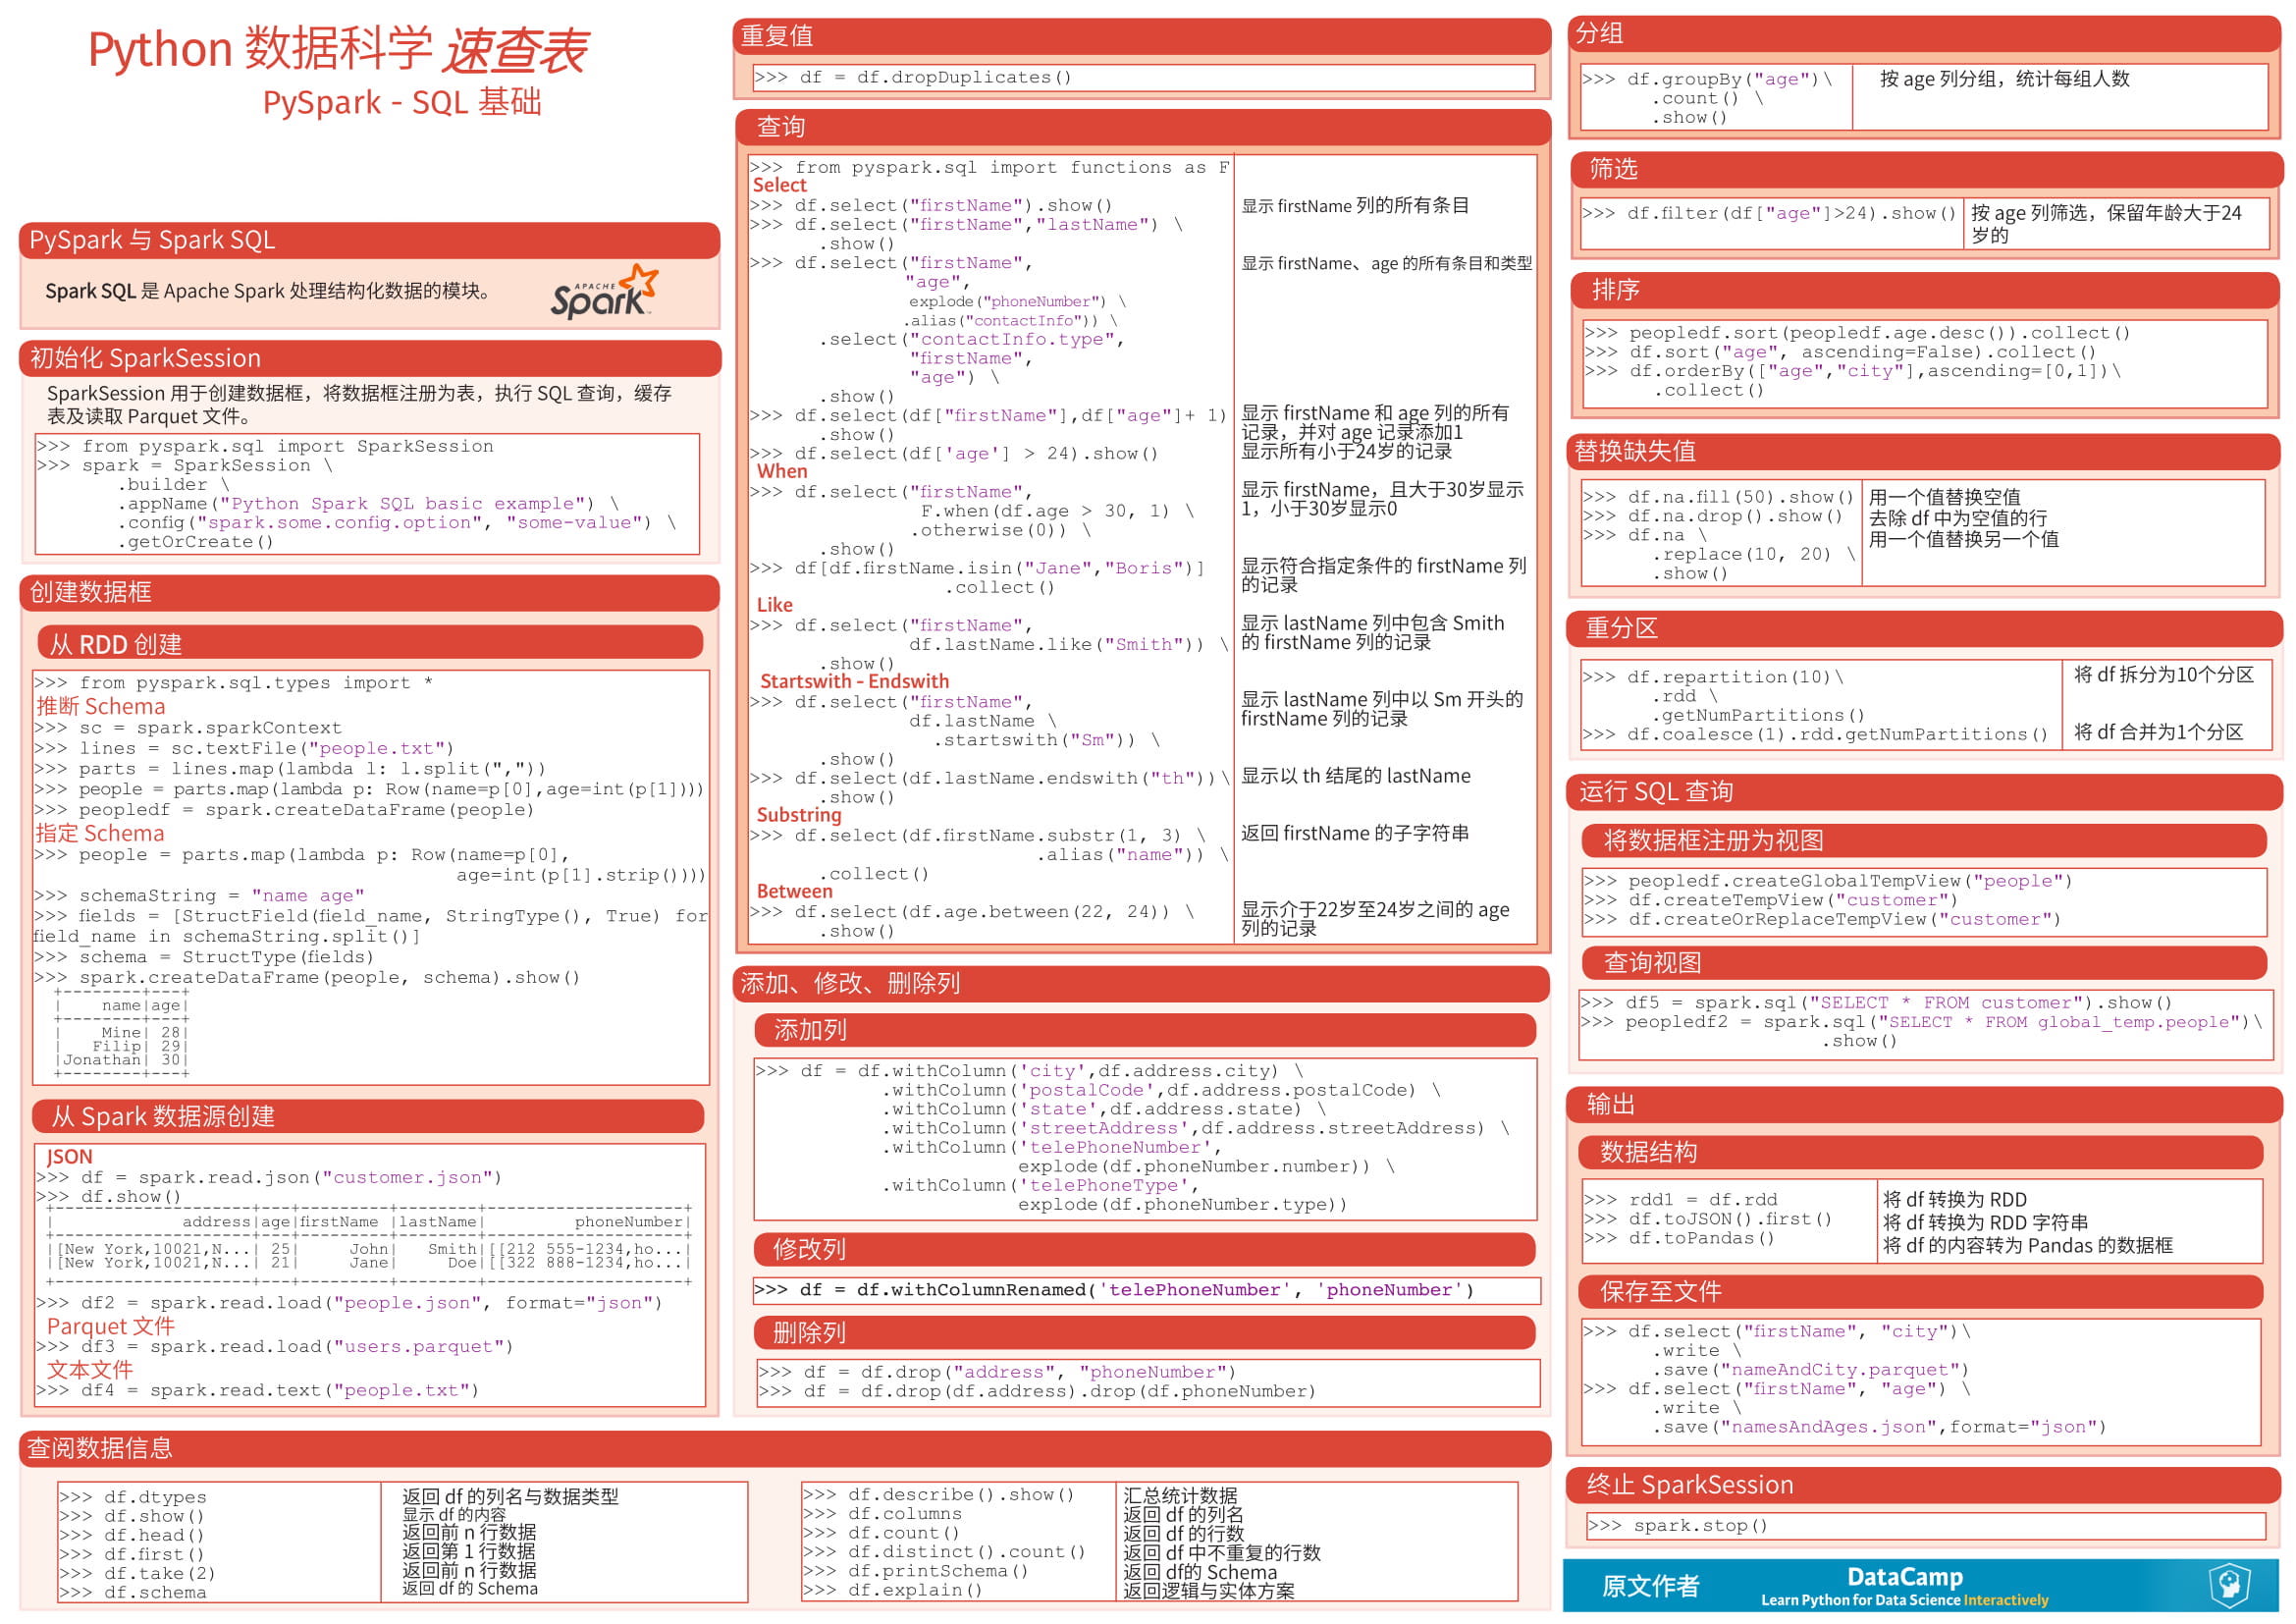 Python 数据科学 速查表
PySpark - SQL 基础
PySpark 与 Spark SQL
Spark SQL 是 Apache Spark 处理结构化数据的模块。
APACHE
Spark
初始化 SparkSession
SparkSession 用于创建数据框，将数据框注册为表，执行 SQL 查询，缓存
表及读取 Parquet 文件。
>>> from pyspark.sql import SparkSession
>>> spark = SparkSession \
.builder \
.appName("Python Spark SQL basic example") \
.config("spark.some.config.option", "some-value") \
.getOrCreate()
创建数据框
从 RDD 创建
>>> from pyspark.sql.types import *
推断 Schema
>>> sc = spark.sparkContext
>>> lines = sc.textFile("people.txt")
>>> parts = lines.map(lambda l: l.split(","))
>>> people = parts.map(lambda p: Row(name=p[0],age=int(p[1])))
>>> peopledf = spark.createDataFrame(people)
指定 Schema
>>> people = parts.map(lambda p: Row(name=p[0],
age=int(p[1].strip())))
>>> schemaString = "name age"
>>> fields = [StructField(field_name, StringType(), True) for
field_name in schemaString.split()]
>>> schema = StructType(fields)
>>> spark.createDataFrame(people, schema).show()
+--------+---+
|    name|age|
+--------+---+
|    Mine| 28|
|   Filip| 29|
|Jonathan| 30|
+--------+---+
从 Spark 数据源创建
JSON
>>> df = spark.read.json("customer.json")
>>> df.show()
+--------------------+---+---------+--------+--------------------+
|             address|age|firstName |lastName|         phoneNumber|
+--------------------+---+---------+--------+--------------------+
|[New York,10021,N...| 25|     John|   Smith|[[212 555-1234,ho...|
|[New York,10021,N...| 21|     Jane|     Doe|[[322 888-1234,ho...|
+--------------------+---+---------+--------+--------------------+
>>> df2 = spark.read.load("people.json", format="json")
Parquet 文件
>>> df3 = spark.read.load("users.parquet")
文本文件
>>> df4 = spark.read.text("people.txt")
查阅数据信息
>>> df.dtypes 返回 df 的列名与数据类型
>>> df.show() 显示 df 的内容
>>> df.head() 返回前 n 行数据
>>> df.first() 返回第 1 行数据
>>> df.take(2) 返回前 n 行数据
>>> df.schema 返回 df 的 Schema
>>> df.describe().show() 汇总统计数据
>>> df.columns 返回 df 的列名
>>> df.count() 返回 df 的行数
>>> df.distinct().count() 返回 df 中不重复的行数
>>> df.printSchema() 返回 df的 Schema
>>> df.explain() 返回逻辑与实体方案
重复值
>>> df = df.dropDuplicates()
查询
>>> from pyspark.sql import functions as F
Select
>>> df.select("firstName").show() 显示 firstName 列的所有条目
>>> df.select("firstName","lastName") \
.show()
>>> df.select("firstName", 显示 firstName、age 的所有条目和类型
"age",
explode("phoneNumber") \
.alias("contactInfo")) \
.select("contactInfo.type",
"firstName",
"age") \
.show()
>>> df.select(df["firstName"],df["age"]+ 1) 显示 firstName 和 age 列的所有
.show() 记录，并对 age 记录添加1
>>> df.select(df['age'] > 24).show() 显示所有小于24岁的记录
When
>>> df.select("firstName", 显示 firstName，且大于30岁显示
F.when(df.age > 30, 1) \ 1，小于30岁显示0
.otherwise(0)) \
.show()
>>> df[df.firstName.isin("Jane","Boris")] 显示符合指定条件的 firstName 列
.collect() 的记录
Like
>>> df.select("firstName", 显示 lastName 列中包含 Smith
df.lastName.like("Smith")) \ 的 firstName 列的记录
.show()
Startswith - Endswith
>>> df.select("firstName", 显示 lastName 列中以 Sm 开头的
df.lastName \ firstName 列的记录
.startswith("Sm")) \
.show()
>>> df.select(df.lastName.endswith("th"))\ 显示以 th 结尾的 lastName
.show()
Substring
>>> df.select(df.firstName.substr(1, 3) \ 返回 firstName 的子字符串
.alias("name")) \
.collect()
Between
>>> df.select(df.age.between(22, 24)) \ 显示介于22岁至24岁之间的 age
.show() 列的记录
添加、修改、删除列
添加列
>>> df = df.withColumn('city',df.address.city) \
.withColumn('postalCode',df.address.postalCode) \
.withColumn('state',df.address.state) \
.withColumn('streetAddress',df.address.streetAddress) \
.withColumn('telePhoneNumber',
explode(df.phoneNumber.number)) \
.withColumn('telePhoneType',
explode(df.phoneNumber.type))
修改列
>>> df = df.withColumnRenamed('telePhoneNumber', 'phoneNumber')
删除列
>>> df = df.drop("address", "phoneNumber")
>>> df = df.drop(df.address).drop(df.phoneNumber)
分组
>>> df.groupBy("age")\ 按 age 列分组，统计每组人数
.count() \
.show()
筛选
>>> df.filter(df["age"]>24).show() 按 age 列筛选，保留年龄大于24
岁的
排序
>>> peopledf.sort(peopledf.age.desc()).collect()
>>> df.sort("age", ascending=False).collect()
>>> df.orderBy(["age","city"],ascending=[0,1])\
.collect()
替换缺失值
>>> df.na.fill(50).show() 用一个值替换空值
>>> df.na.drop().show() 去除 df 中为空值的行
>>> df.na \ 用一个值替换另一个值
.replace(10, 20) \
.show()
重分区
>>> df.repartition(10)\ 将 df 拆分为10个分区
.rdd \
.getNumPartitions()
>>> df.coalesce(1).rdd.getNumPartitions() 将 df 合并为1个分区
运行 SQL 查询
将数据框注册为视图
>>> peopledf.createGlobalTempView("people")
>>> df.createTempView("customer")
>>> df.createOrReplaceTempView("customer")
查询视图
>>> df5 = spark.sql("SELECT * FROM customer").show()
>>> peopledf2 = spark.sql("SELECT * FROM global_temp.people")\
.show()
输出
数据结构
>>> rdd1 = df.rdd 将 df 转换为 RDD
>>> df.toJSON().first() 将 df 转换为 RDD 字符串
>>> df.toPandas() 将 df 的内容转为 Pandas 的数据框
保存至文件
>>> df.select("firstName", "city")\
.write \
.save("nameAndCity.parquet")
>>> df.select("firstName", "age") \
.write \
.save("namesAndAges.json",format="json")
终止 SparkSession
>>> spark.stop()
原文作者
DataCamp
Learn Python for Data Science Interactively